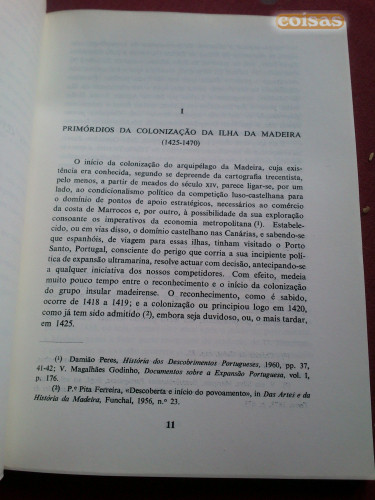 coisas
I
PRIMÓRDIOS DA COLONIZAÇÃO DA ILHA DA MADEIRA
(1425-1470)
O início da colonização do arquipélago da Madeira, cuja exis-
tência era conhecida, segundo se depreende da cartografia trecentista,
pelo menos, a partir de meados do século XIV, parece ligar-se, por um
lado, ao condicionalismo político da competição luso-castelhana para
o domínio de pontos de apoio estratégicos, necessários ao comércio
da costa de Marrocos e, por outro, à possibilidade da sua exploração
consoante os imperativos da economia metropolitana (¹). Estabele-
cido, ou em vias disso, o domínio castelhano nas Canárias, e sabendo-se
que espanhóis, de viagem para essas ilhas, tinham visitado o Porto
Santo, Portugal, consciente do perigo que corria a sua incipiente polí-
tica de expansão ultramarina, resolve actuar com decisão, antecipando-se
a qualquer iniciativa dos nossos competidores. Com efeito, medeia
muito pouco tempo entre o reconhecimento e o início da colonização
do grupo insular madeirense. O reconhecimento, como é sabido,
ocorre de 1418 a 1419; e a colonização ou principiou logo em 1420,
como já tem sido admitido (²), embora seja duvidoso, ou, o mais tardar,
em 1425.
(¹) Damião Peres, História dos Descobrimentos Portugueses, 1960, pp. 37,
41-42; V. Magalhães Godinho, Documentos sobre a Expansão Portuguesa, vol. I,
p. 176.
(²) P.e Pita Ferreira, «Descoberta e início do povoamento», in Das Artes e da
História da Madeira, Funchal, 1956, n.º 23.
11